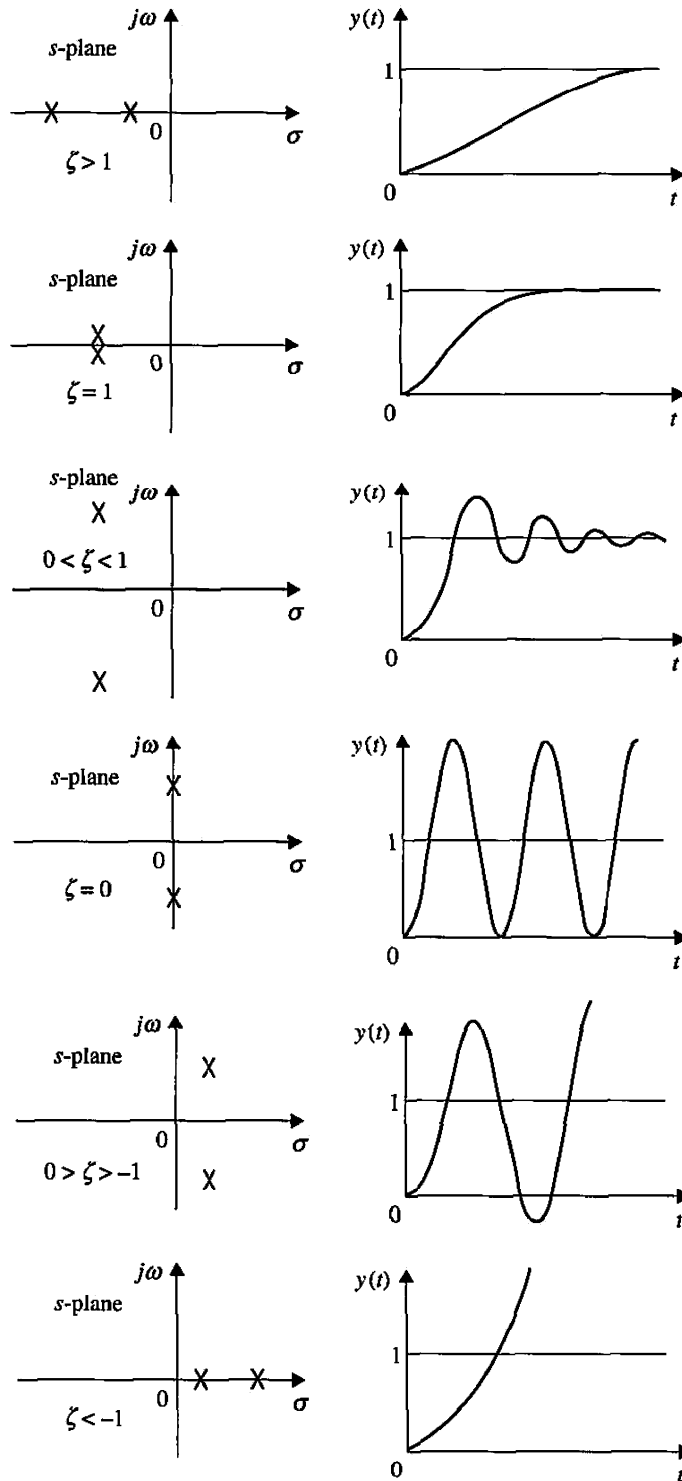 jω
s-plane
0
σ
ζ > 1
y(t)
1
0
t
jω
s-plane
0
σ
ζ = 1
y(t)
1
0
t
s-plane
jω
0 < ζ < 1
0
σ
y(t)
1
0
t
jω
s-plane
0
σ
ζ = 0
y(t)
1
0
t
jω
s-plane
0
σ
0 > ζ > -1
y(t)
1
0
t
jω
s-plane
0
σ
ζ < -1
y(t)
1
0
t